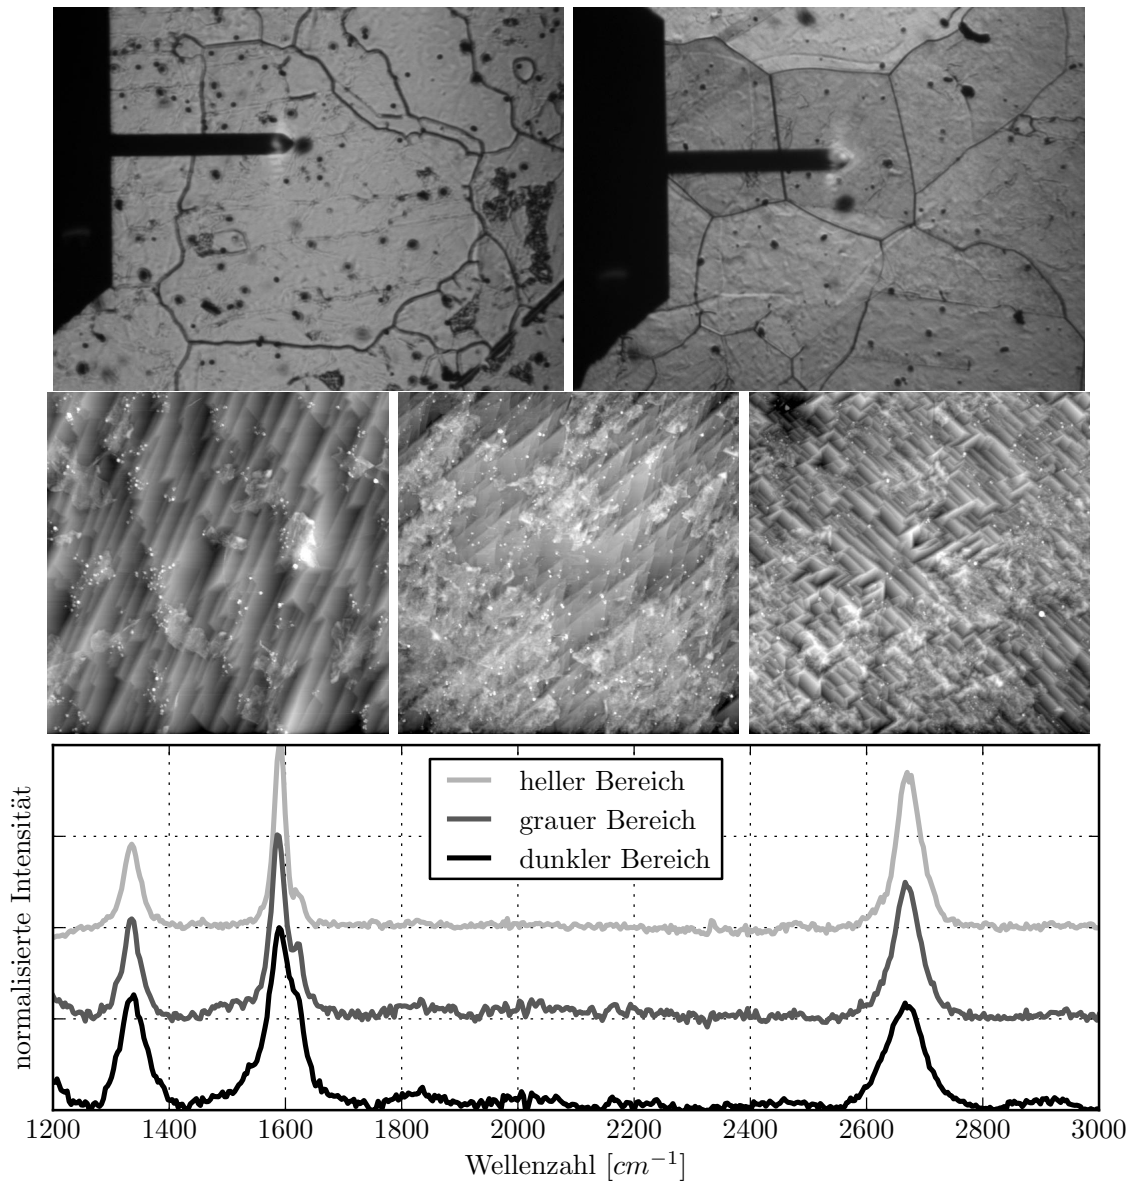 heller Bereich
grauer Bereich
dunkler Bereich
normalisierte Intensität
1200 1400 1600 1800 2000 2200 2400 2600 2800 3000
Wellenzahl [cm⁻¹]